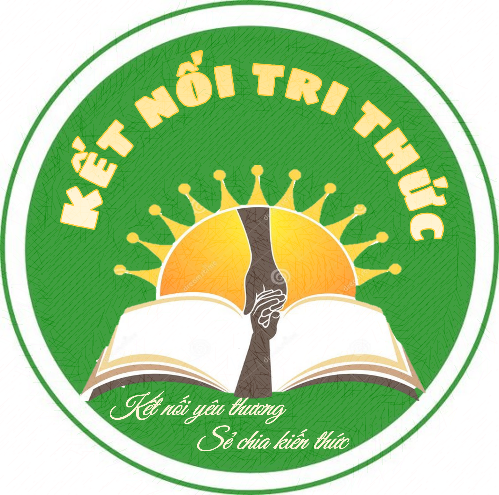 KẾT NỐI TRI THỨC
Kết nối yêu thương
Sẻ chia kiến thức